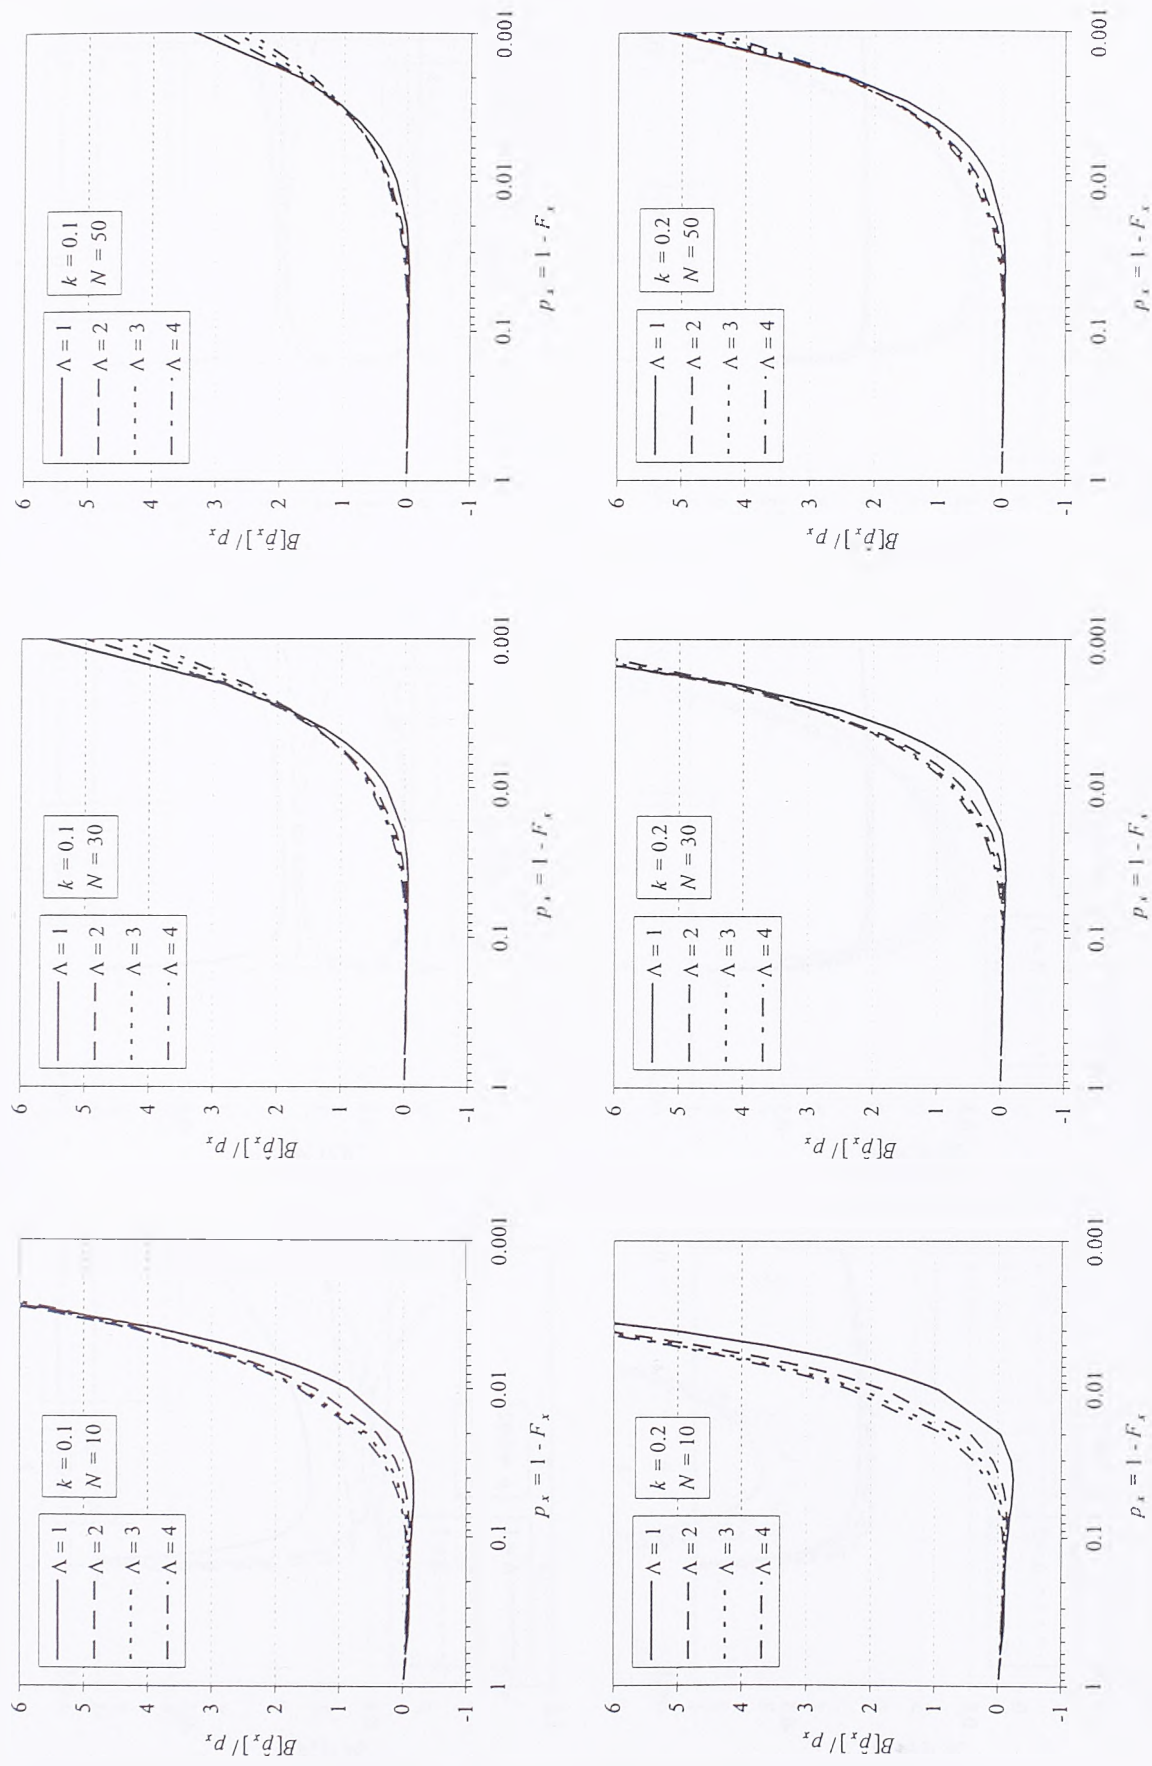 6
5
4
3
2
1
0
-1
B[p̂ₓ] / pₓ
Λ = 1
Λ = 2
Λ = 3
Λ = 4
k = 0.1
N = 10
1 0.1 0.01 0.001
pₓ = 1 - Fₓ
6
5
4
3
2
1
0
-1
B[p̂ₓ] / pₓ
Λ = 1
Λ = 2
Λ = 3
Λ = 4
k = 0.1
N = 30
1 0.1 0.01 0.001
pₓ = 1 - Fₓ
6
5
4
3
2
1
0
-1
B[p̂ₓ] / pₓ
Λ = 1
Λ = 2
Λ = 3
Λ = 4
k = 0.1
N = 50
1 0.1 0.01 0.001
pₓ = 1 - Fₓ
6
5
4
3
2
1
0
-1
B[p̂ₓ] / pₓ
Λ = 1
Λ = 2
Λ = 3
Λ = 4
k = 0.2
N = 10
1 0.1 0.01 0.001
pₓ = 1 - Fₓ
6
5
4
3
2
1
0
-1
B[p̂ₓ] / pₓ
Λ = 1
Λ = 2
Λ = 3
Λ = 4
k = 0.2
N = 30
1 0.1 0.01 0.001
pₓ = 1 - Fₓ
6
5
4
3
2
1
0
-1
B[p̂ₓ] / pₓ
Λ = 1
Λ = 2
Λ = 3
Λ = 4
k = 0.2
N = 50
1 0.1 0.01 0.001
pₓ = 1 - Fₓ